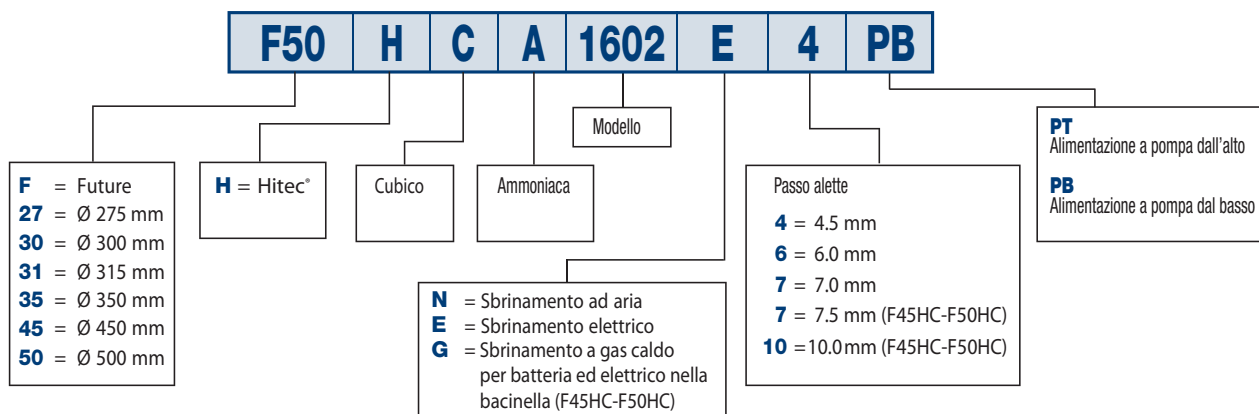 F50 H C A 1602 E 4 PB
F = Future
27 = Ø 275 mm
30 = Ø 300 mm
31 = Ø 315 mm
35 = Ø 350 mm
45 = Ø 450 mm
50 = Ø 500 mm
H = Hitec®
Cubico
Ammoniaca
Modello
N = Sbrinamento ad aria
E = Sbrinamento elettrico
G = Sbrinamento a gas caldo
per batteria ed elettrico nella
bacinella (F45HC-F50HC)
Passo alette
4 = 4.5 mm
6 = 6.0 mm
7 = 7.0 mm
7 = 7.5 mm (F45HC-F50HC)
10 =10.0 mm (F45HC-F50HC)
PT
Alimentazione a pompa dall'alto
PB
Alimentazione a pompa dal basso